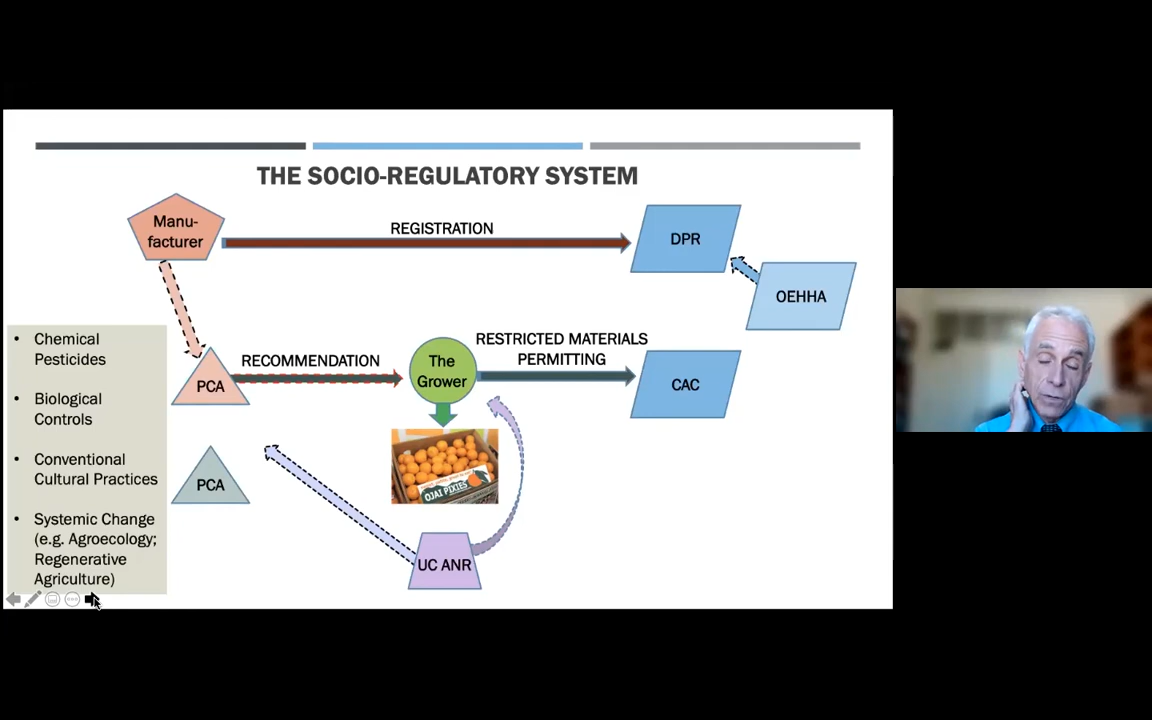 THE SOCIO-REGULATORY SYSTEM
Manu-
facturer
REGISTRATION
DPR
OEHHA
• Chemical
Pesticides
• Biological
Controls
• Conventional
Cultural Practices
• Systemic Change
(e.g. Agroecology;
Regenerative
Agriculture)
PCA
RECOMMENDATION
The
Grower
RESTRICTED MATERIALS
PERMITTING
CAC
OJAI PIXIES
PCA
UC ANR